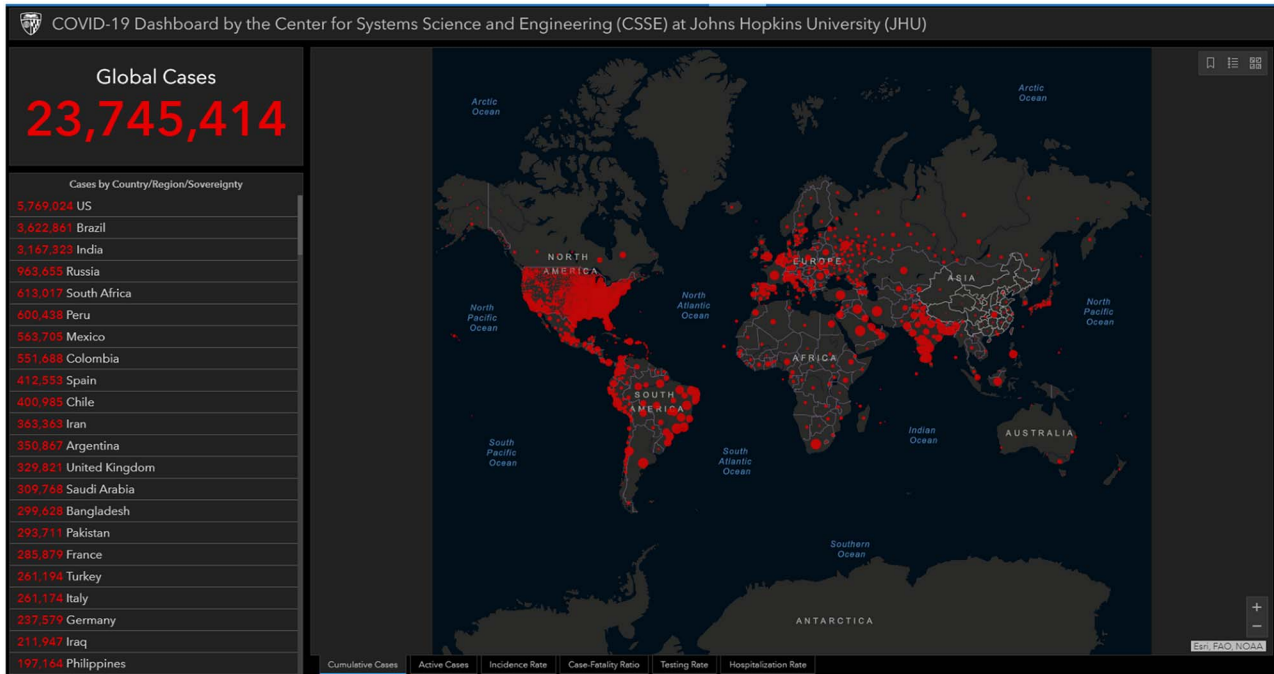 COVID-19 Dashboard by the Center for Systems Science and Engineering (CSSE) at Johns Hopkins University (JHU)
Global Cases
23,745,414
Cases by Country/Region/Sovereignty
5,769,024 US
3,622,861 Brazil
3,167,323 India
963,655 Russia
613,017 South Africa
600,438 Peru
563,705 Mexico
551,688 Colombia
412,553 Spain
400,985 Chile
363,363 Iran
350,867 Argentina
329,821 United Kingdom
309,768 Saudi Arabia
299,628 Bangladesh
293,711 Pakistan
285,879 France
261,194 Turkey
261,174 Italy
237,579 Germany
211,947 Iraq
197,164 Philippines
Arctic
Ocean
Arctic
Ocean
NORTH
AMERICA
EUROPE
ASIA
North
Pacific
Ocean
North
Atlantic
Ocean
North
Pacific
Ocean
AFRICA
SOUTH
AMERICA
Indian
Ocean
AUSTRALIA
South
Pacific
Ocean
South
Atlantic
Ocean
Southern
Ocean
ANTARCTICA
+
−
Esri, FAO, NOAA
Cumulative Cases
Active Cases
Incidence Rate
Case-Fatality Ratio
Testing Rate
Hospitalization Rate